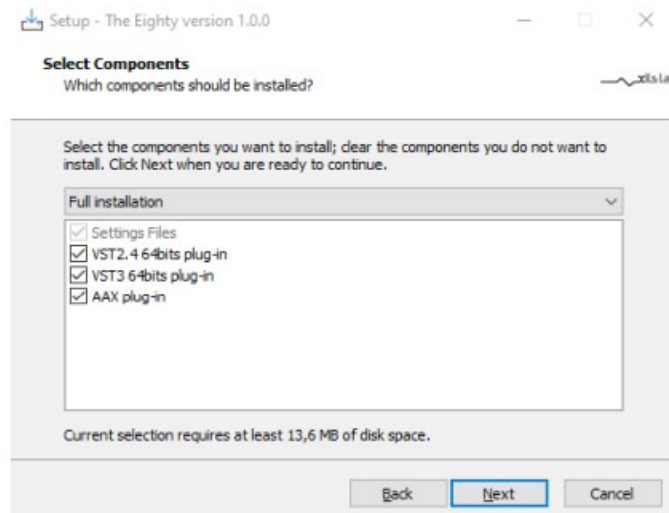 Setup - The Eighty version 1.0.0
Select Components
Which components should be installed?
xils la
Select the components you want to install; clear the components you do not want to
install. Click Next when you are ready to continue.
Full installation
Settings Files
VST2.4 64bits plug-in
VST3 64bits plug-in
AAX plug-in
Current selection requires at least 13,6 MB of disk space.
Back Next Cancel